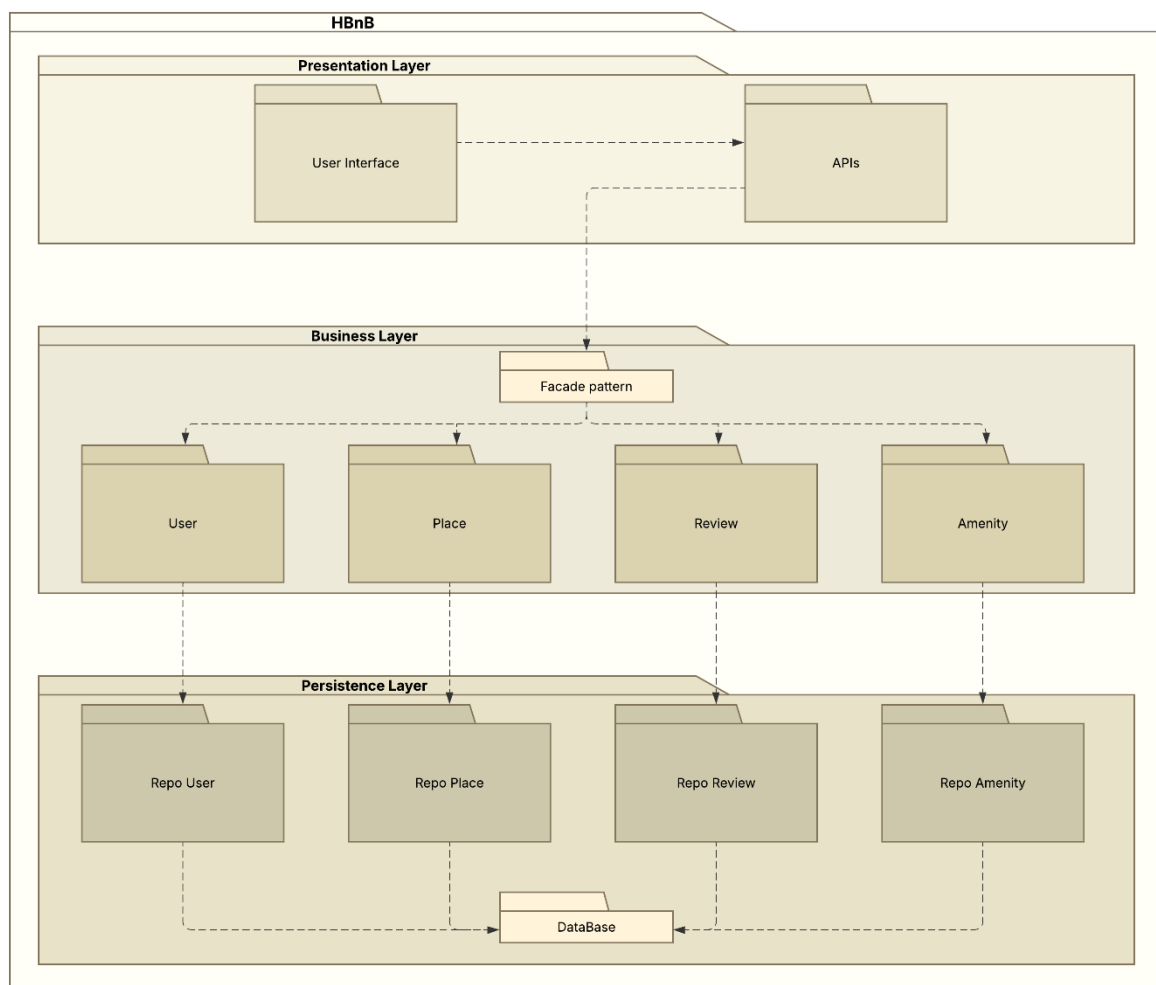 HBnB
Presentation Layer
User Interface
APIs
Business Layer
Facade pattern
User
Place
Review
Amenity
Persistence Layer
Repo User
Repo Place
Repo Review
Repo Amenity
DataBase